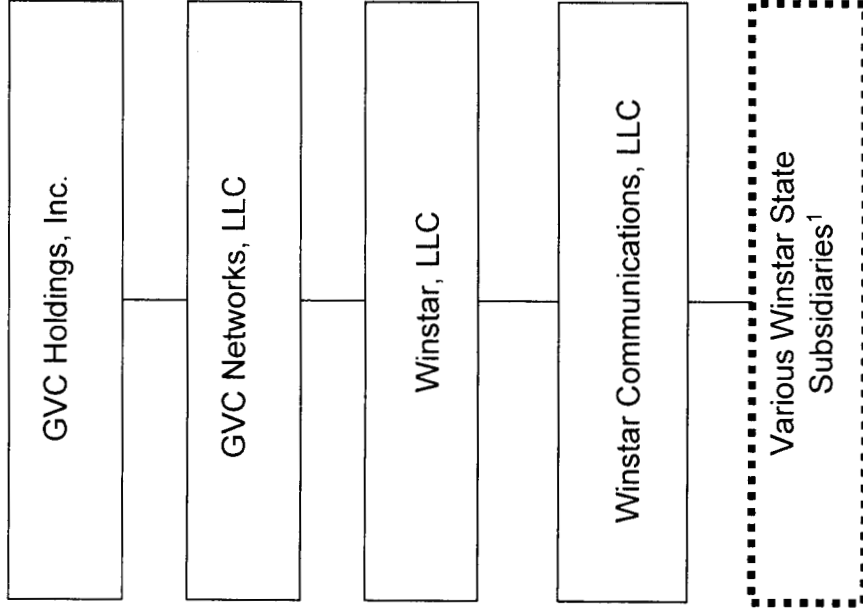 GVC Holdings, Inc.
GVC Networks, LLC
Winstar, LLC
Winstar Communications, LLC
Various Winstar State
Subsidiaries¹